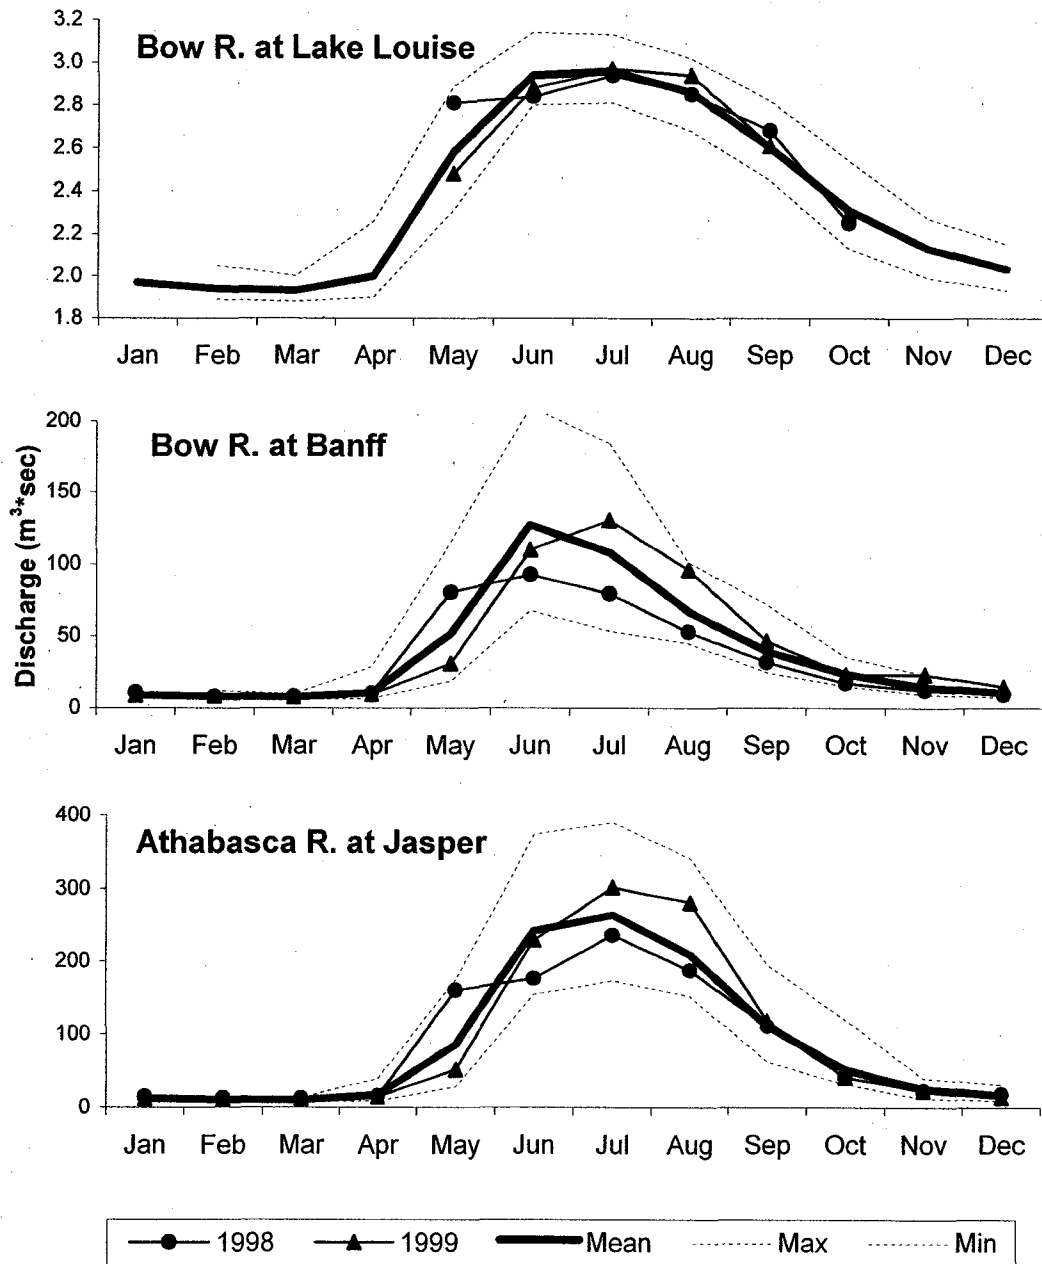 3.2
Bow R. at Lake Louise
3.0
2.8
2.6
2.4
2.2
2.0
1.8
Jan Feb Mar Apr May Jun Jul Aug Sep Oct Nov Dec
Discharge (m³*sec)
200
Bow R. at Banff
150
100
50
0
Jan Feb Mar Apr May Jun Jul Aug Sep Oct Nov Dec
400
Athabasca R. at Jasper
300
200
100
0
Jan Feb Mar Apr May Jun Jul Aug Sep Oct Nov Dec
1998 1999 Mean Max Min